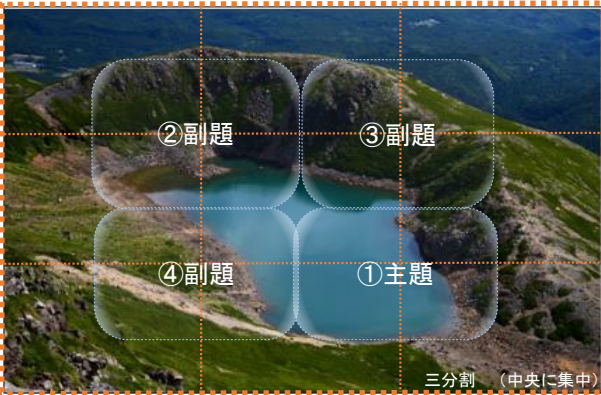 ②副題
③副題
④副題
①主題
三分割　（中央に集中）